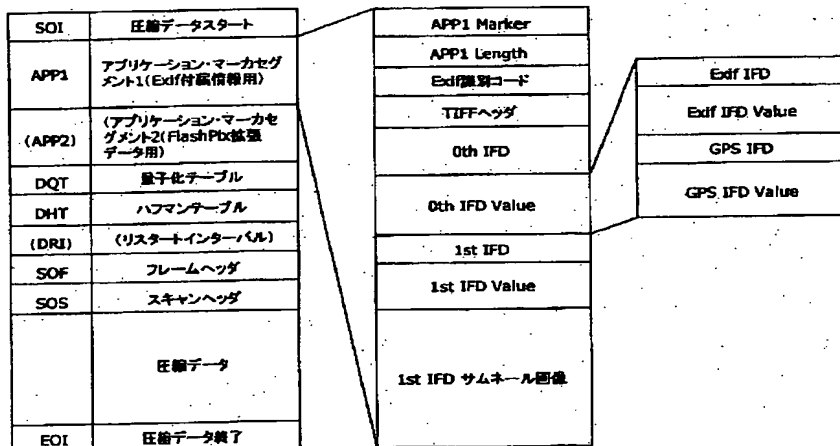 SOI 圧縮データスタート
APP1 アプリケーション・マーカセグ
メント1(Exif付属情報用)
(APP2) (アプリケーション・マーカセ
グメント2(FlashPix拡張
データ用)
DQT 量子化テーブル
DHT ハフマンテーブル
(DRI) (リスタートインターバル)
SOF フレームヘッダ
SOS スキャンヘッダ
圧縮データ
EOI 圧縮データ終了
APP1 Marker
APP1 Length
Exif識別コード
TIFFヘッダ
0th IFD
0th IFD Value
1st IFD
1st IFD Value
1st IFD サムネール画像
Exif IFD
Exif IFD Value
GPS IFD
GPS IFD Value